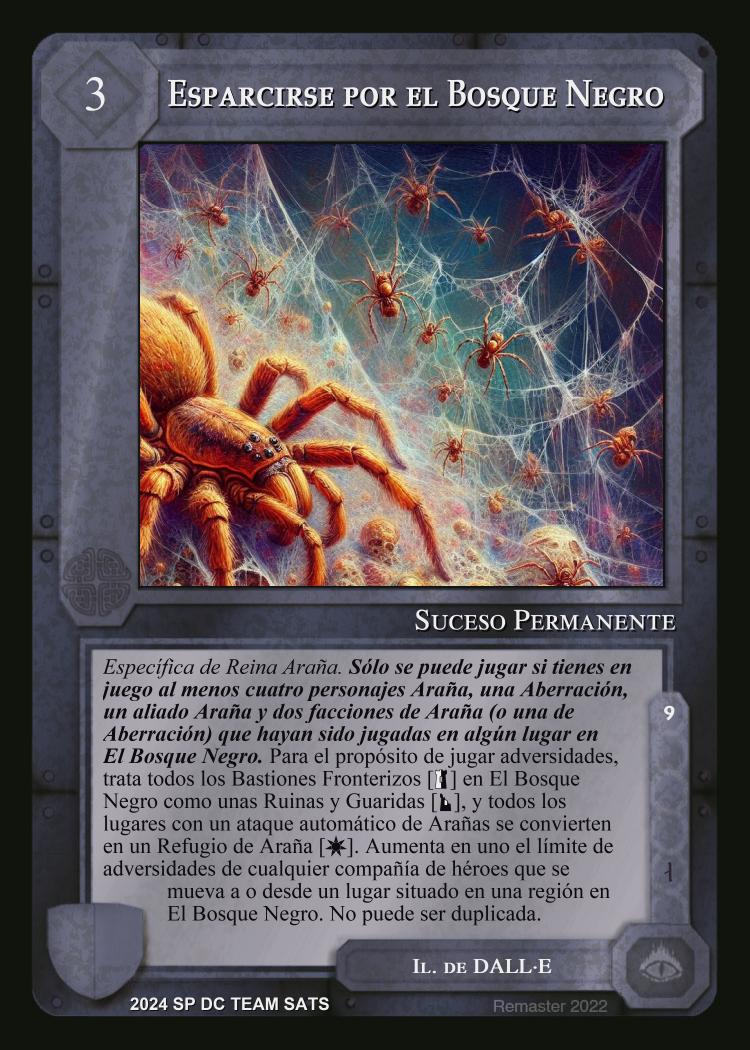 3
Esparcirse por el Bosque Negro
Suceso Permanente
Específica de Reina Araña. Sólo se puede jugar si tienes en
juego al menos cuatro personajes Araña, una Aberración,
un aliado Araña y dos facciones de Araña (o una de
Aberración) que hayan sido jugadas en algún lugar en
El Bosque Negro. Para el propósito de jugar adversidades,
trata todos los Bastiones Fronterizos [ ] en El Bosque
Negro como unas Ruinas y Guaridas [ ], y todos los
lugares con un ataque automático de Arañas se convierten
en un Refugio de Araña [ ]. Aumenta en uno el límite de
adversidades de cualquier compañía de héroes que se
mueva a o desde un lugar situado en una región en
El Bosque Negro. No puede ser duplicada.
9
Il. de DALL·E
2024 SP DC TEAM SATS
Remaster 2022